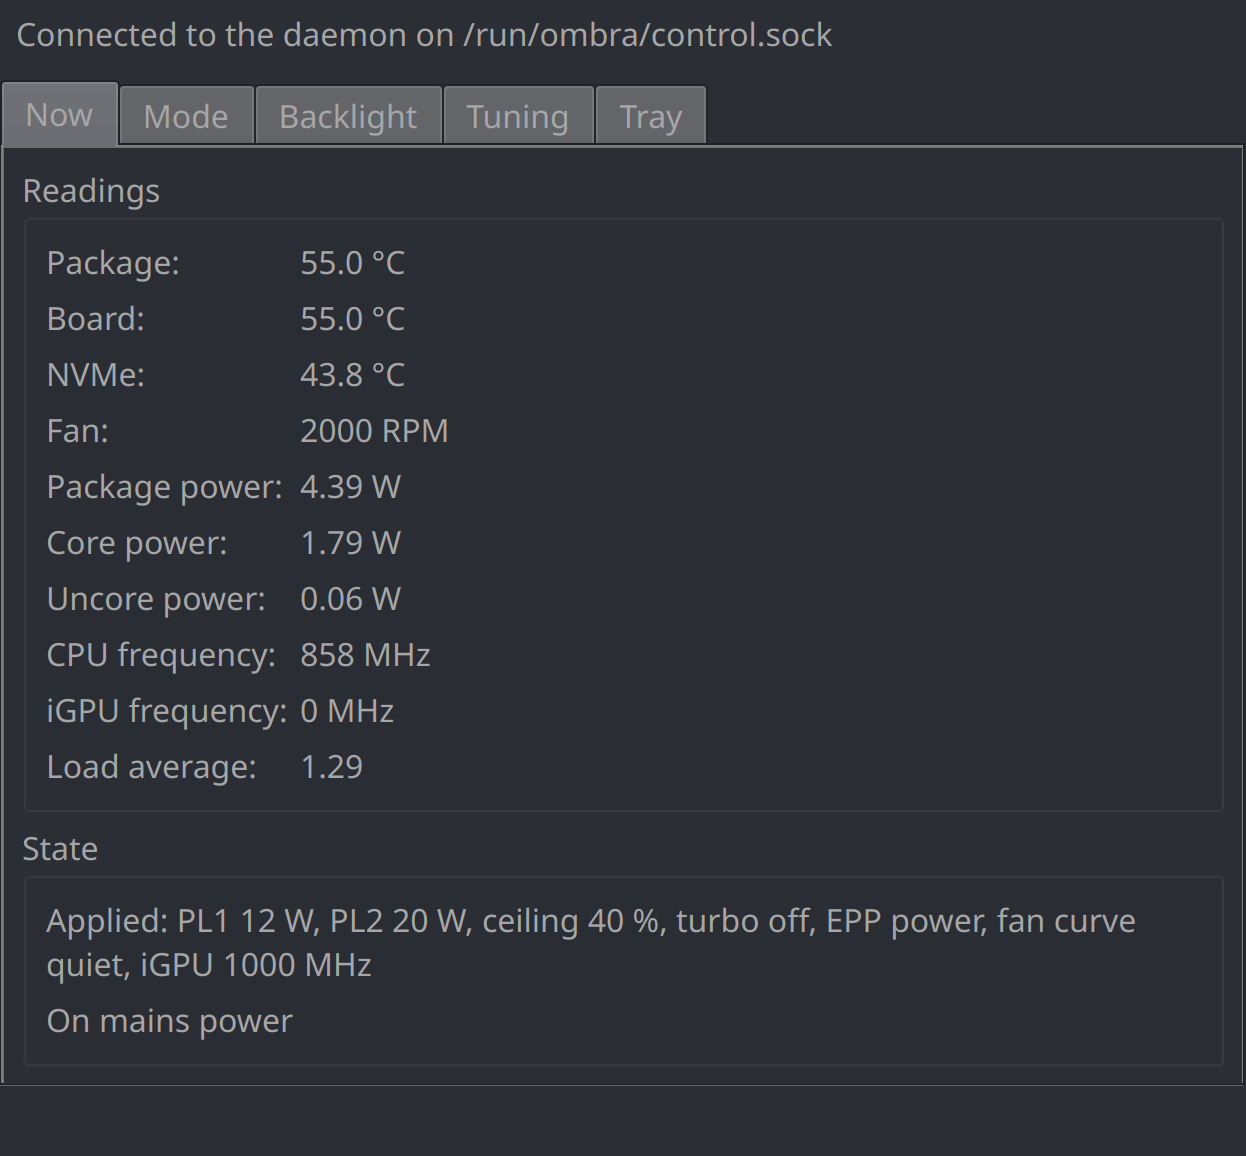 Connected to the daemon on /run/ombra/control.sock
Now Mode Backlight Tuning Tray
Readings
Package: 55.0 °C
Board: 55.0 °C
NVMe: 43.8 °C
Fan: 2000 RPM
Package power: 4.39 W
Core power: 1.79 W
Uncore power: 0.06 W
CPU frequency: 858 MHz
iGPU frequency: 0 MHz
Load average: 1.29
State
Applied: PL1 12 W, PL2 20 W, ceiling 40 %, turbo off, EPP power, fan curve
quiet, iGPU 1000 MHz
On mains power